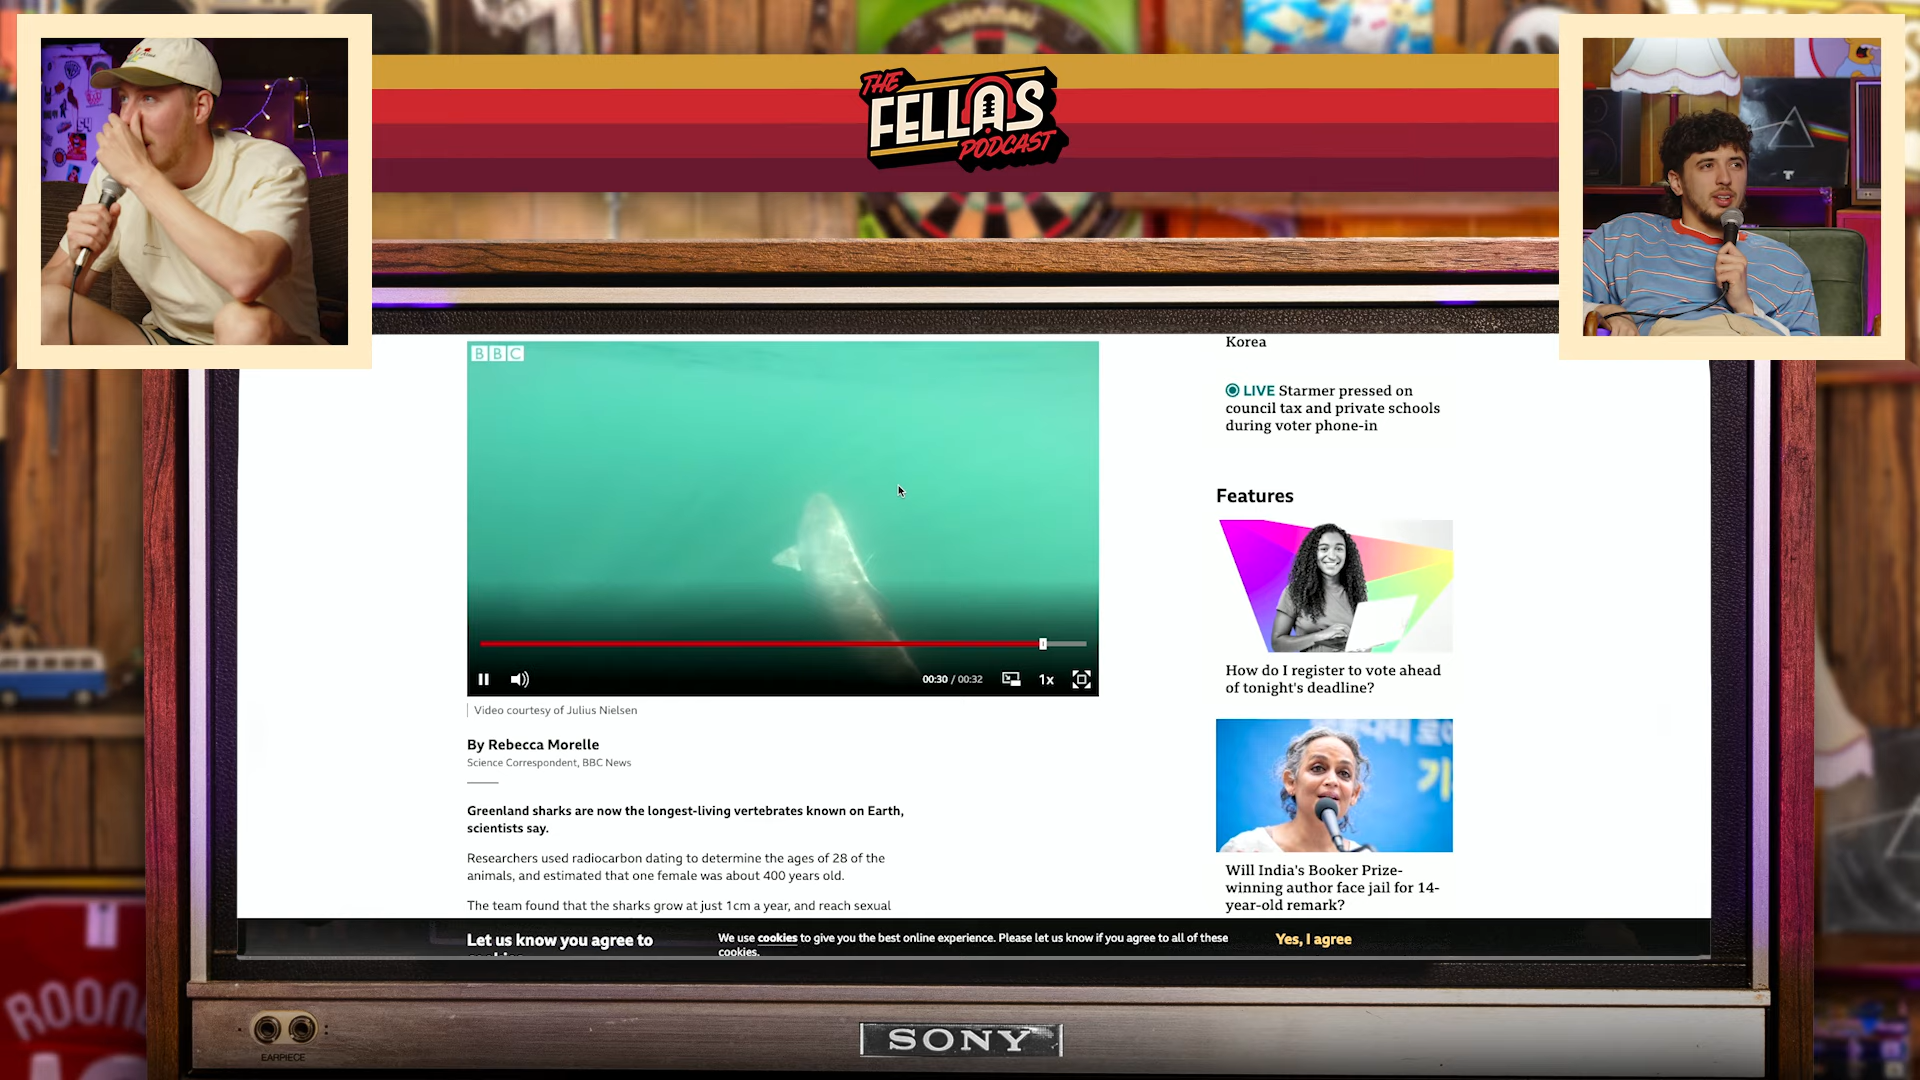 THE
FELLAS
PODCAST
BBC
00:30 / 00:32
1x
Video courtesy of Julius Nielsen
By Rebecca Morelle
Science Correspondent, BBC News
Greenland sharks are now the longest-living vertebrates known on Earth,
scientists say.
Researchers used radiocarbon dating to determine the ages of 28 of the
animals, and estimated that one female was about 400 years old.
The team found that the sharks grow at just 1cm a year, and reach sexual
Korea
LIVE Starmer pressed on
council tax and private schools
during voter phone-in
Features
How do I register to vote ahead
of tonight's deadline?
Will India's Booker Prize-
winning author face jail for 14-
year-old remark?
Let us know you agree to
We use cookies to give you the best online experience. Please let us know if you agree to all of these
cookies.
Yes, I agree
EARPIECE
SONY
ROON